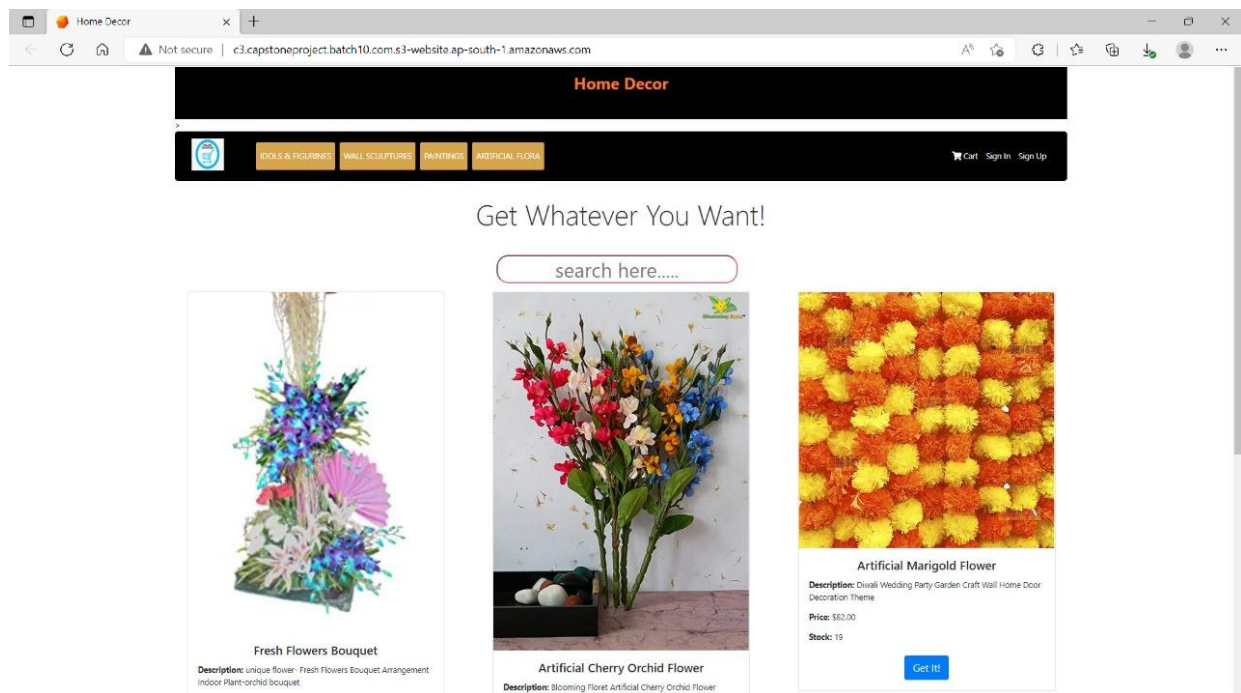 Home Decor
Not secure | c3.capstoneproject.batch10.com.s3-website.ap-south-1.amazonaws.com
Home Decor
>
IDOLS & FIGURINES WALL SCULPTURES PAINTINGS ARTIFICIAL FLORA Cart Sign In Sign Up
Get Whatever You Want!
search here.....
Fresh Flowers Bouquet
Description: unique flower- Fresh Flowers Bouquet Arrangement
Indoor Plant-orchid bouquet
Artificial Cherry Orchid Flower
Description: Blooming Floret Artificial Cherry Orchid Flower
Artificial Marigold Flower
Description: Diwali Wedding Party Garden Craft Wall Home Door
Decoration Theme
Price: $82.00
Stock: 19
Get It!